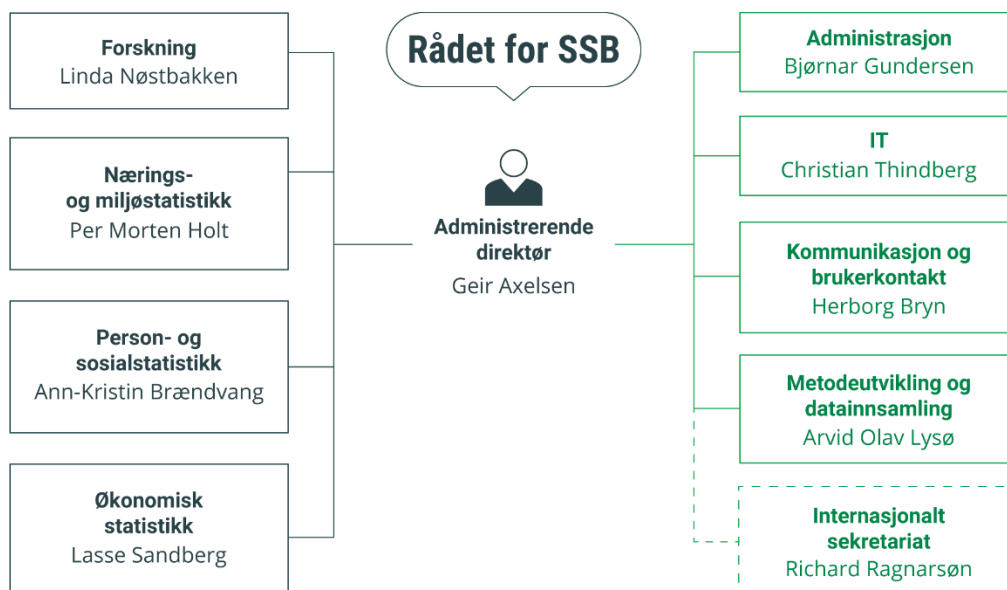 Rådet for SSB
Administrerende
direktør
Geir Axelsen
Forskning
Linda Nøstbakken
Nærings-
og miljøstatistikk
Per Morten Holt
Person- og
sosialstatistikk
Ann-Kristin Brændvang
Økonomisk
statistikk
Lasse Sandberg
Administrasjon
Bjørnar Gundersen
IT
Christian Thindberg
Kommunikasjon og
brukerkontakt
Herborg Bryn
Metodeutvikling og
datainnsamling
Arvid Olav Lysø
Internasjonalt
sekretariat
Richard Ragnarsøn